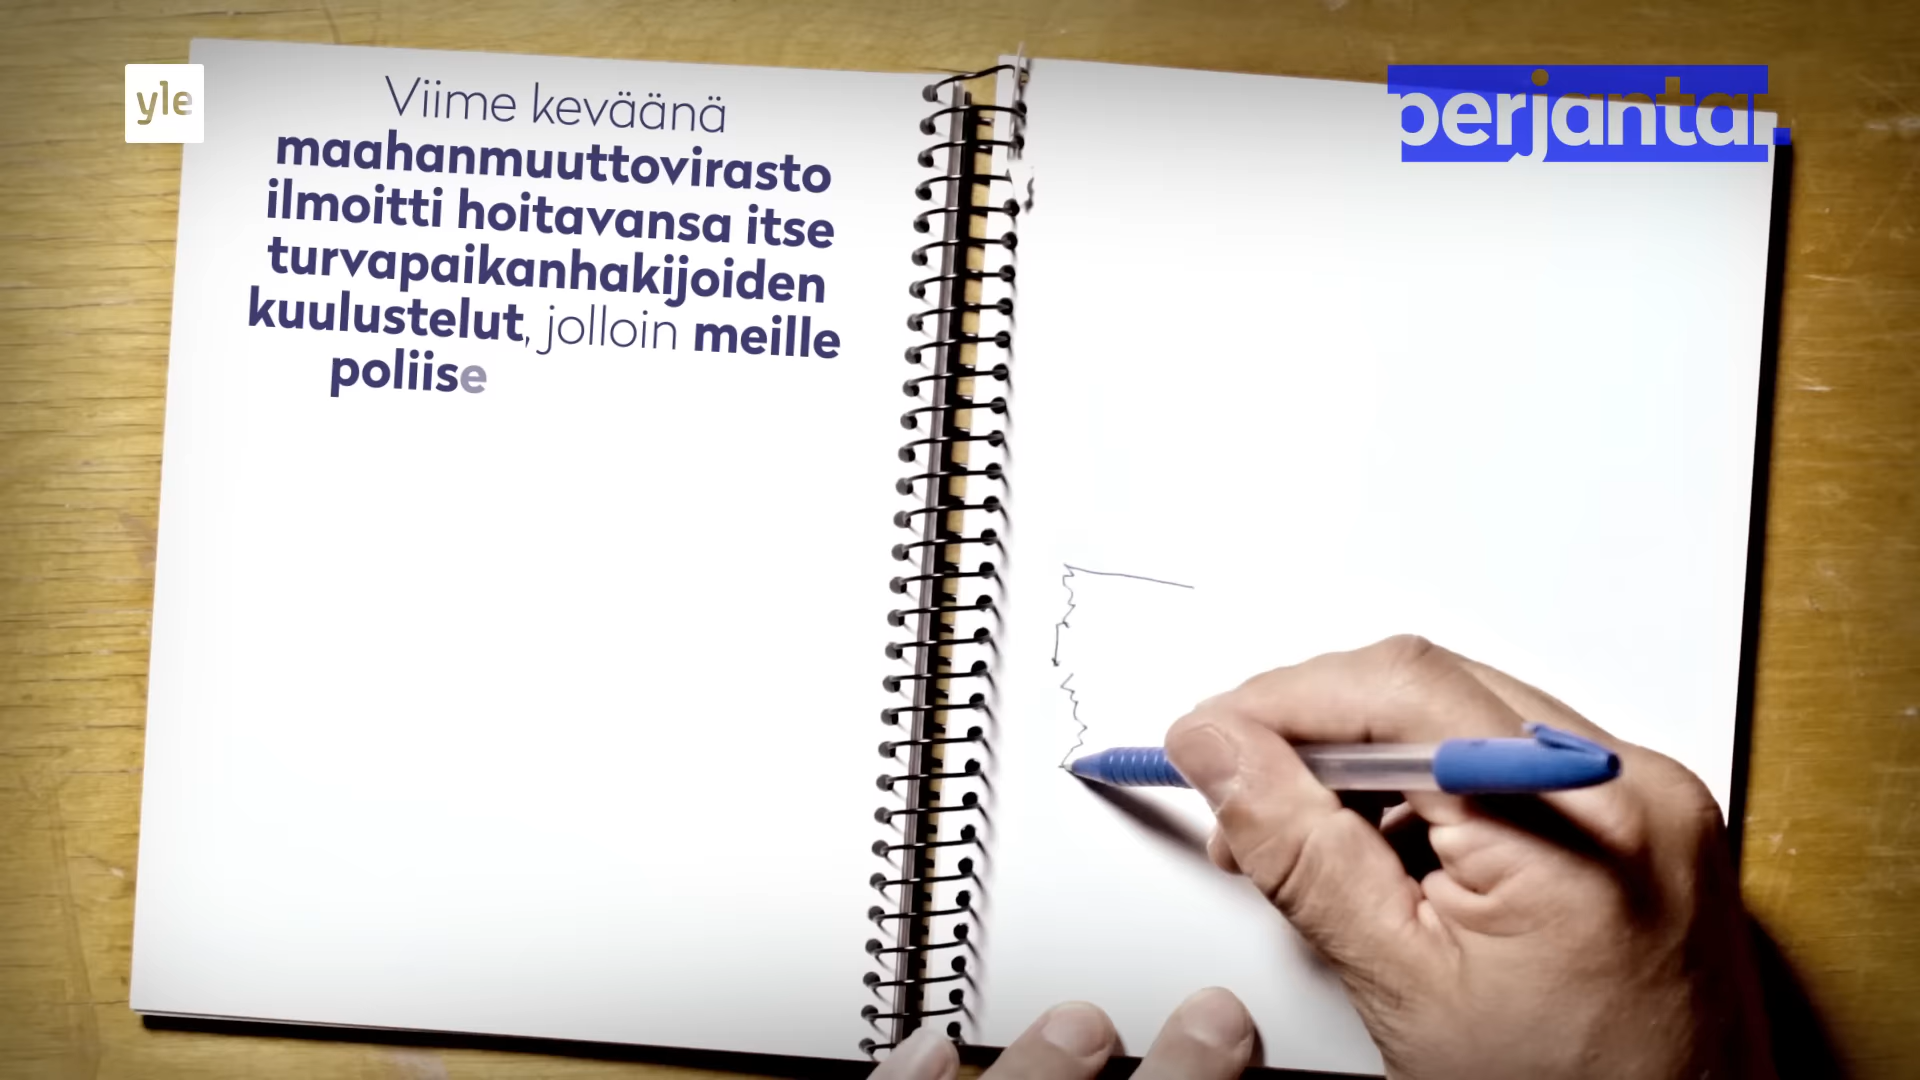 yle
perjantai.
Viime keväänä
maahanmuuttovirasto
ilmoitti hoitavansa itse
turvapaikanhakijoiden
kuulustelut, jolloin meille
poliise